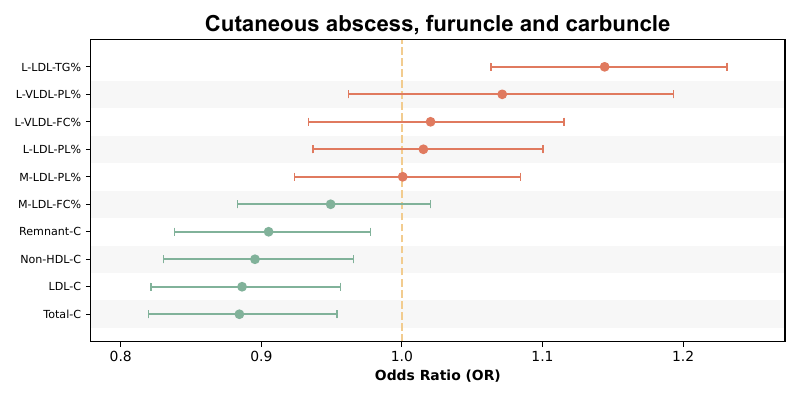 Cutaneous abscess, furuncle and carbuncle
L-LDL-TG%
L-VLDL-PL%
L-VLDL-FC%
L-LDL-PL%
M-LDL-PL%
M-LDL-FC%
Remnant-C
Non-HDL-C
LDL-C
Total-C
0.8 0.9 1.0 1.1 1.2
Odds Ratio (OR)